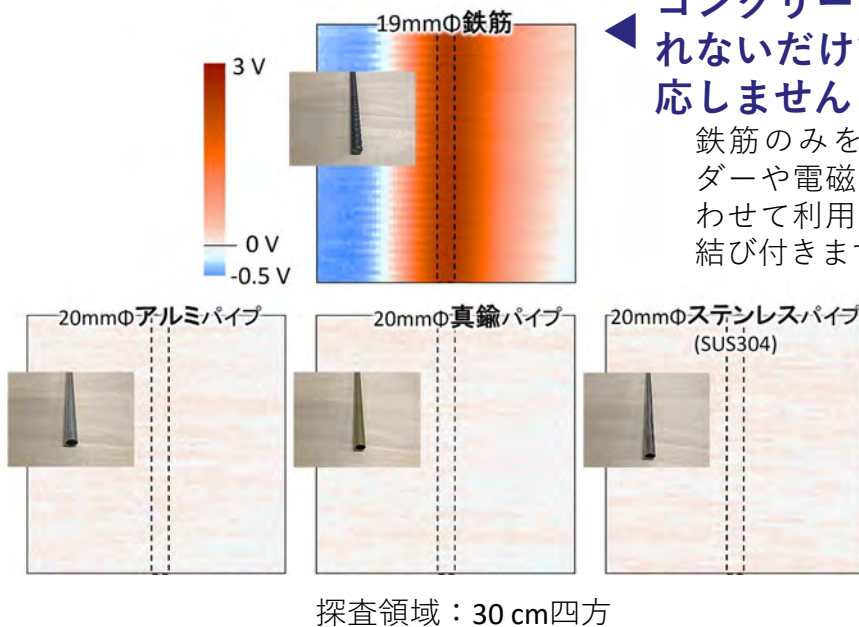 19mmΦ鉄筋
3 V
0 V
-0.5 V
れないだけ
応しません
鉄筋のみを
ダーや電磁
わせて利用
結び付きま
20mmΦアルミパイプ
20mmΦ真鍮パイプ
20mmΦステンレスパイプ
(SUS304)
探査領域：30 cm四方